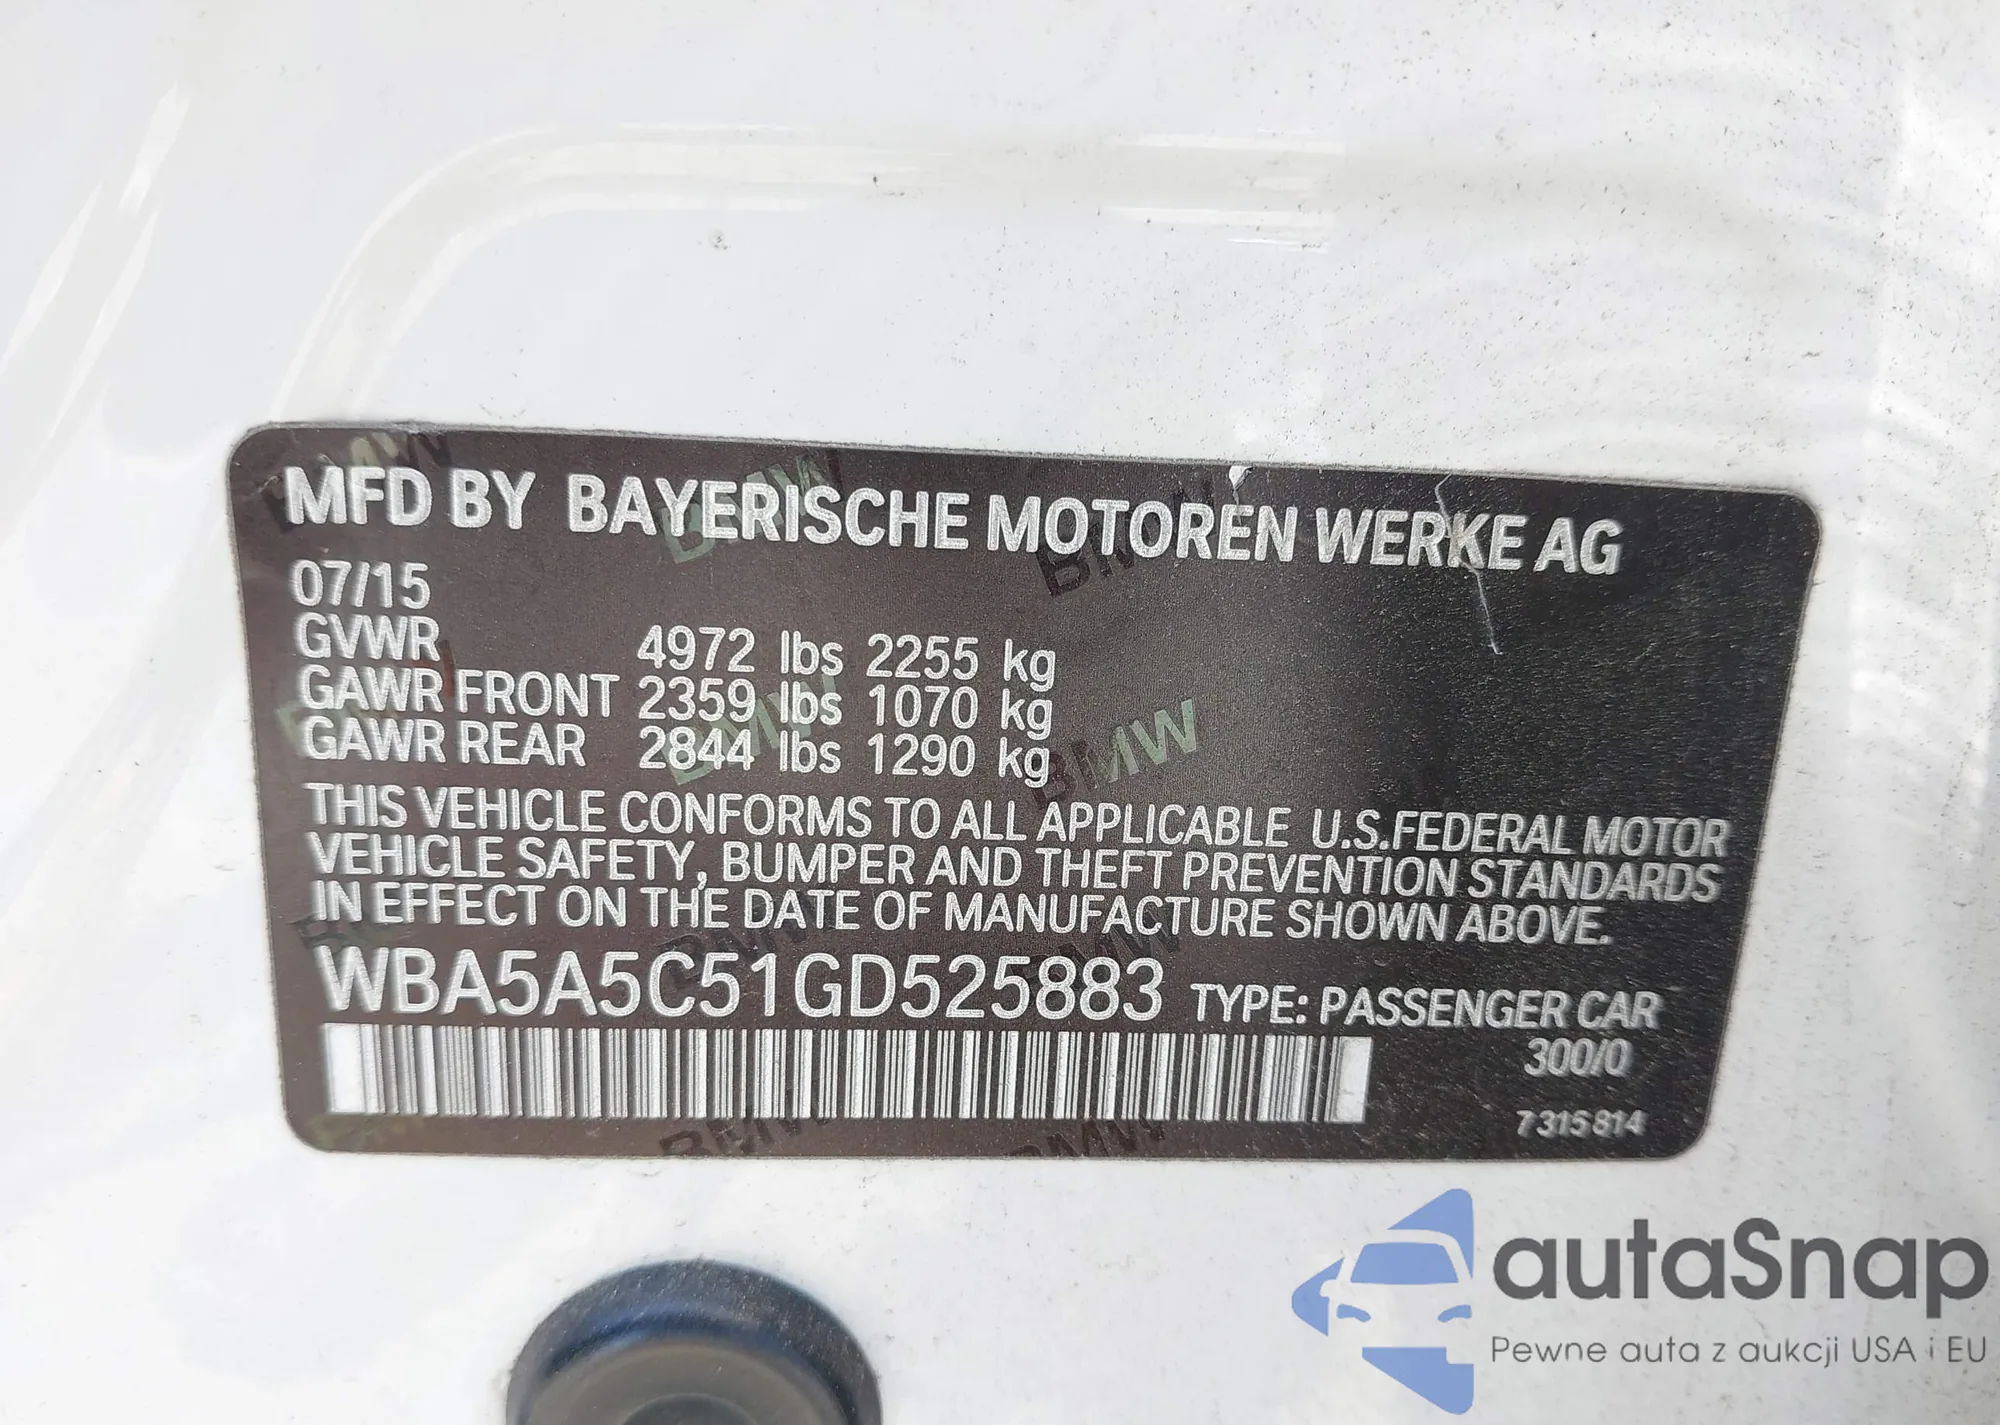 MFD BY BAYERISCHE MOTOREN WERKE AG
07/15
GVWR 4972 lbs 2255 kg
GAWR FRONT 2359 lbs 1070 kg
GAWR REAR 2844 lbs 1290 kg
THIS VEHICLE CONFORMS TO ALL APPLICABLE U.S.FEDERAL MOTOR
VEHICLE SAFETY, BUMPER AND THEFT PREVENTION STANDARDS
IN EFFECT ON THE DATE OF MANUFACTURE SHOWN ABOVE.
WBA5A5C51GD525883 TYPE: PASSENGER CAR
300/0
7315814
autaSnap
Pewne auta z aukcji USA i EU